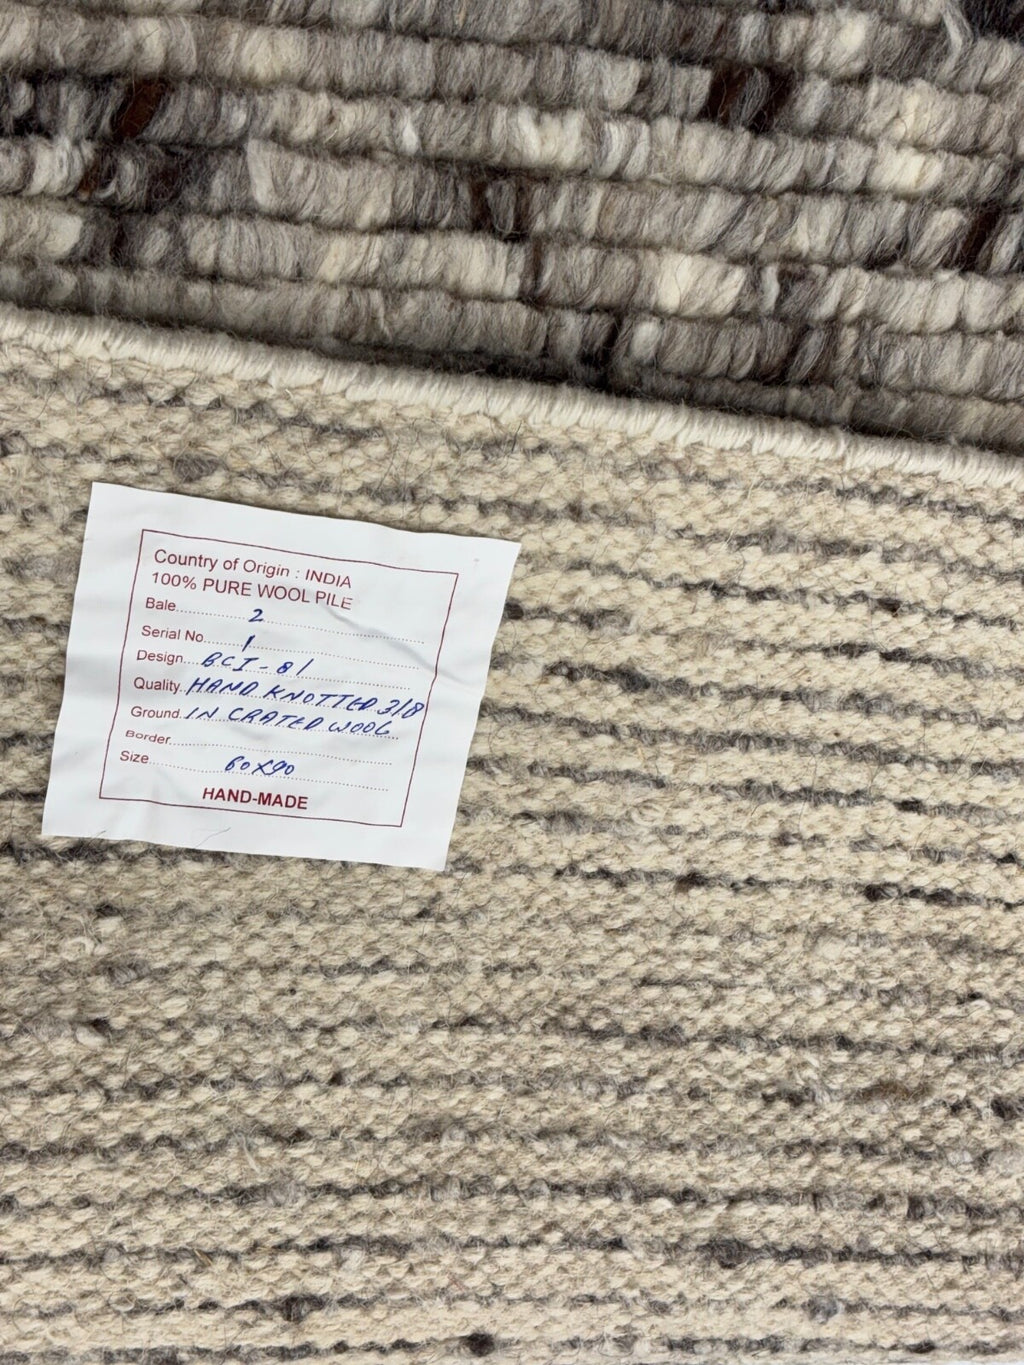 Country of Origin : INDIA
100% PURE WOOL PILE
Bale 2
Serial No. 1
Design BCI-81
Quality HAND KNOTTED 3/8
Ground IN CRATED WOOL
Border
Size 60X90
HAND-MADE